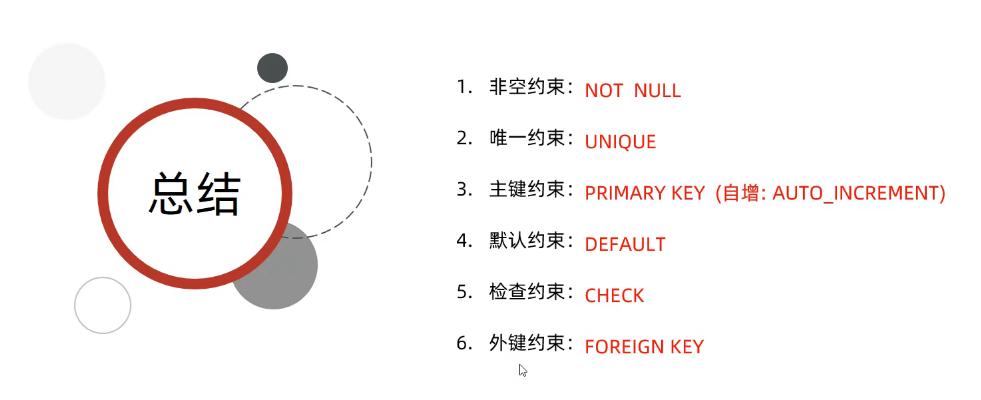 总结
1. 非空约束：NOT NULL
2. 唯一约束：UNIQUE
3. 主键约束：PRIMARY KEY (自增: AUTO_INCREMENT)
4. 默认约束：DEFAULT
5. 检查约束：CHECK
6. 外键约束：FOREIGN KEY